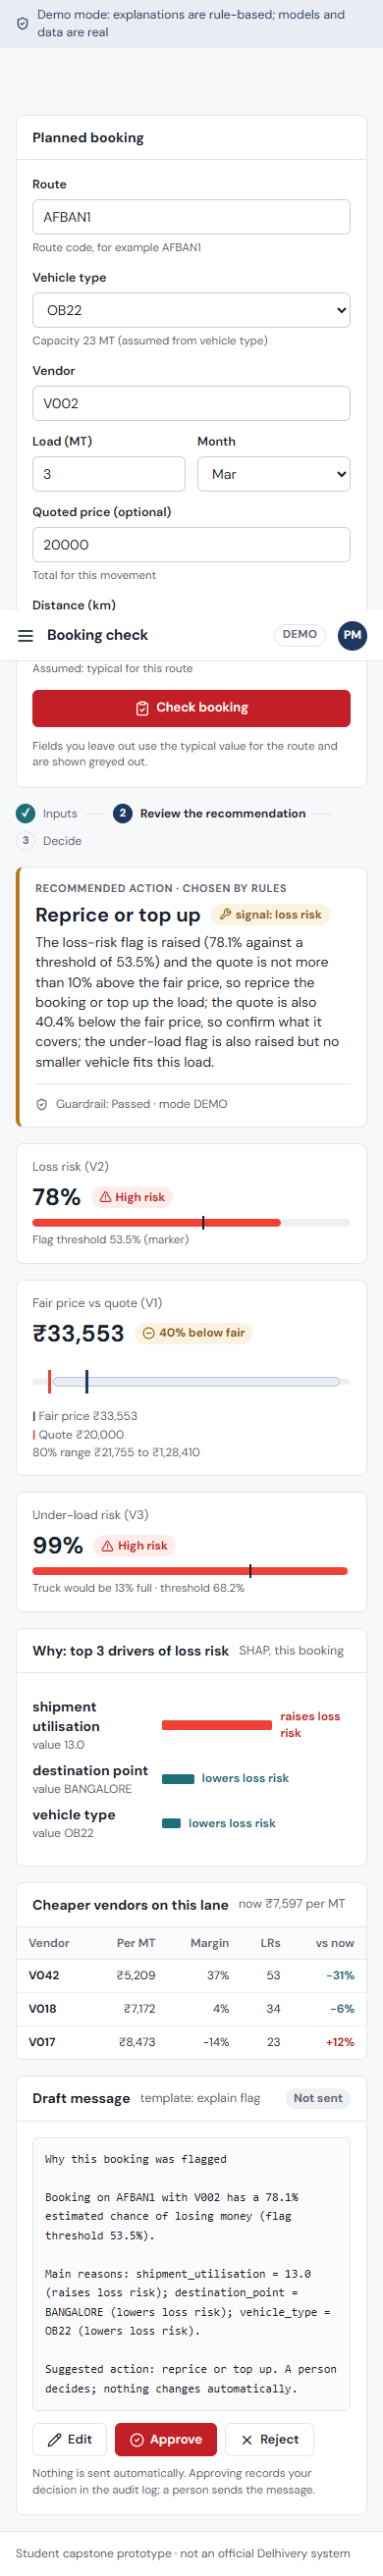 Demo mode: explanations are rule-based; models and
data are real
Planned booking
Route
AFBAN1
Route code, for example AFBAN1
Vehicle type
OB22
Capacity 23 MT (assumed from vehicle type)
Vendor
V002
Load (MT)
Month
3
Mar
Quoted price (optional)
20000
Total for this movement
Distance (km)
Booking check
DEMO
PM
Assumed: typical for this route
Check booking
Fields you leave out use the typical value for the route and
are shown greyed out.
Inputs
2 Review the recommendation
3 Decide
RECOMMENDED ACTION · CHOSEN BY RULES
Reprice or top up signal: loss risk
The loss-risk flag is raised (78.1% against a
threshold of 53.5%) and the quote is not more
than 10% above the fair price, so reprice the
booking or top up the load; the quote is also
40.4% below the fair price, so confirm what it
covers; the under-load flag is also raised but no
smaller vehicle fits this load.
Guardrail: Passed · mode DEMO
Loss risk (V2)
78% High risk
Flag threshold 53.5% (marker)
Fair price vs quote (V1)
₹33,553 40% below fair
Fair price ₹33,553
Quote ₹20,000
80% range ₹21,755 to ₹1,28,410
Under-load risk (V3)
99% High risk
Truck would be 13% full · threshold 68.2%
Why: top 3 drivers of loss risk SHAP, this booking
shipment
utilisation
value 13.0
raises loss
risk
destination point
value BANGALORE
lowers loss risk
vehicle type
value OB22
lowers loss risk
Cheaper vendors on this lane now ₹7,597 per MT
Vendor Per MT Margin LRs vs now
V042 ₹5,209 37% 53 -31%
V018 ₹7,172 4% 34 -6%
V017 ₹8,473 -14% 23 +12%
Draft message template: explain flag Not sent
Why this booking was flagged
Booking on AFBAN1 with V002 has a 78.1%
estimated chance of losing money (flag
threshold 53.5%).
Main reasons: shipment_utilisation = 13.0
(raises loss risk); destination_point =
BANGALORE (lowers loss risk); vehicle_type =
OB22 (lowers loss risk).
Suggested action: reprice or top up. A person
decides; nothing changes automatically.
Edit
Approve
Reject
Nothing is sent automatically. Approving records your
decision in the audit log; a person sends the message.
Student capstone prototype · not an official Delhivery system